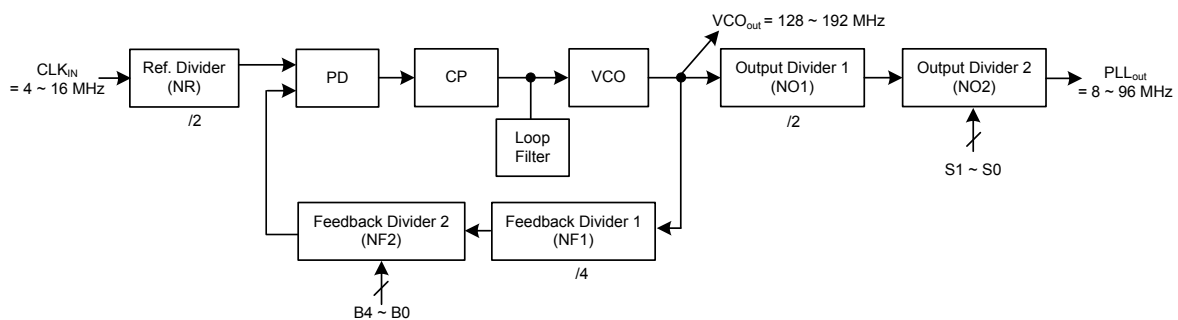 VCOout = 128 ~ 192 MHz
CLKIN
= 4 ~ 16 MHz
Ref. Divider
(NR)
/2
PD
CP
VCO
Output Divider 1
(NO1)
/2
Output Divider 2
(NO2)
PLLout
= 8 ~ 96 MHz
Loop
Filter
S1 ~ S0
Feedback Divider 2
(NF2)
Feedback Divider 1
(NF1)
/4
B4 ~ B0